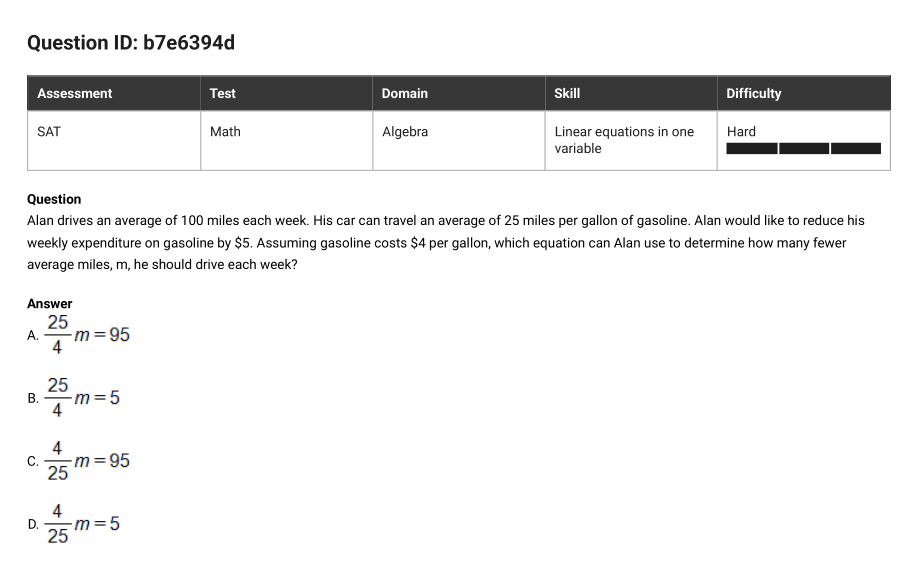 Question ID: b7e6394d
Assessment Test Domain Skill Difficulty
SAT Math Algebra Linear equations in one variable Hard
Question
Alan drives an average of 100 miles each week. His car can travel an average of 25 miles per gallon of gasoline. Alan would like to reduce his
weekly expenditure on gasoline by $5. Assuming gasoline costs $4 per gallon, which equation can Alan use to determine how many fewer
average miles, m, he should drive each week?
Answer
A. 25/4 m = 95
B. 25/4 m = 5
C. 4/25 m = 95
D. 4/25 m = 5